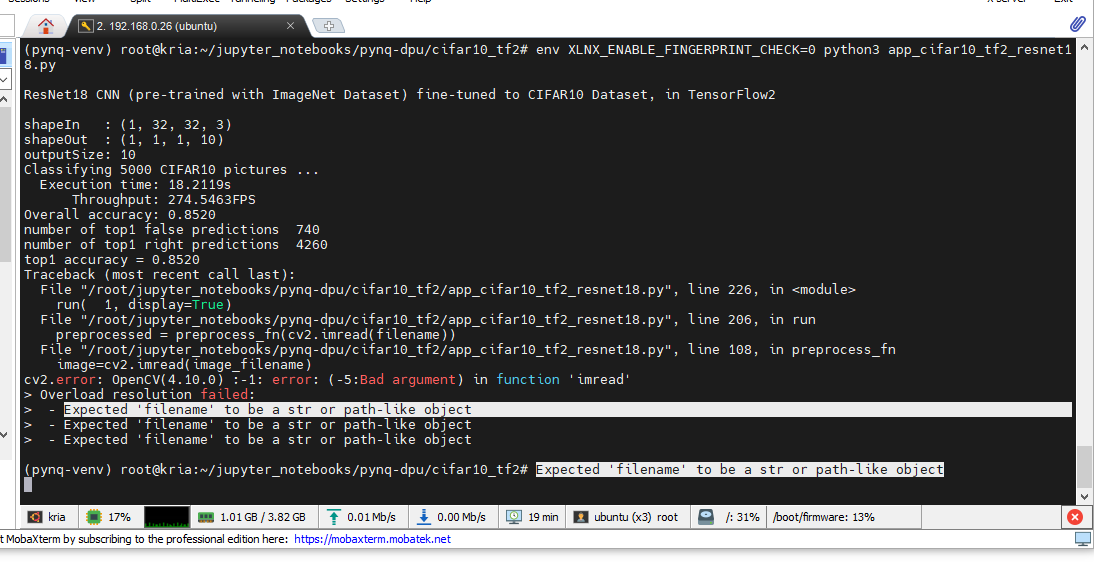 Sessions
Split
MultiExec
Tunneling
Packages
Settings
Help
X server
Exit
2. 192.168.0.26 (ubuntu)
(pynq-venv) root@kria:~/jupyter_notebooks/pynq-dpu/cifar10_tf2# env XLNX_ENABLE_FINGERPRINT_CHECK=0 python3 app_cifar10_tf2_resnet1
8.py
ResNet18 CNN (pre-trained with ImageNet Dataset) fine-tuned to CIFAR10 Dataset, in TensorFlow2
shapeIn   : (1, 32, 32, 3)
shapeOut  : (1, 1, 1, 10)
outputSize: 10
Classifying 5000 CIFAR10 pictures ...
  Execution time: 18.2119s
      Throughput: 274.5463FPS
Overall accuracy: 0.8520
number of top1 false predictions  740
number of top1 right predictions  4260
top1 accuracy = 0.8520
Traceback (most recent call last):
  File "/root/jupyter_notebooks/pynq-dpu/cifar10_tf2/app_cifar10_tf2_resnet18.py", line 226, in <module>
    run(  1, display=True)
  File "/root/jupyter_notebooks/pynq-dpu/cifar10_tf2/app_cifar10_tf2_resnet18.py", line 206, in run
    preprocessed = preprocess_fn(cv2.imread(filename))
  File "/root/jupyter_notebooks/pynq-dpu/cifar10_tf2/app_cifar10_tf2_resnet18.py", line 108, in preprocess_fn
    image=cv2.imread(image_filename)
cv2.error: OpenCV(4.10.0) :-1: error: (-5:Bad argument) in function 'imread'
> Overload resolution failed:
>  - Expected 'filename' to be a str or path-like object
>  - Expected 'filename' to be a str or path-like object
>  - Expected 'filename' to be a str or path-like object
(pynq-venv) root@kria:~/jupyter_notebooks/pynq-dpu/cifar10_tf2# Expected 'filename' to be a str or path-like object
kria
17%
1.01 GB / 3.82 GB
0.01 Mb/s
0.00 Mb/s
19 min
ubuntu (x3) root
/: 31%
/boot/firmware: 13%
t MobaXterm by subscribing to the professional edition here: https://mobaxterm.mobatek.net